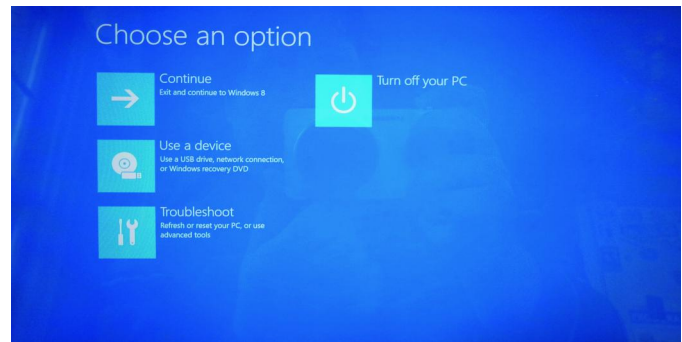 Choose an option
Continue
Exit and continue to Windows 8
Turn off your PC
Use a device
Use a USB drive, network connection,
or Windows recovery DVD
Troubleshoot
Refresh or reset your PC, or use
advanced tools